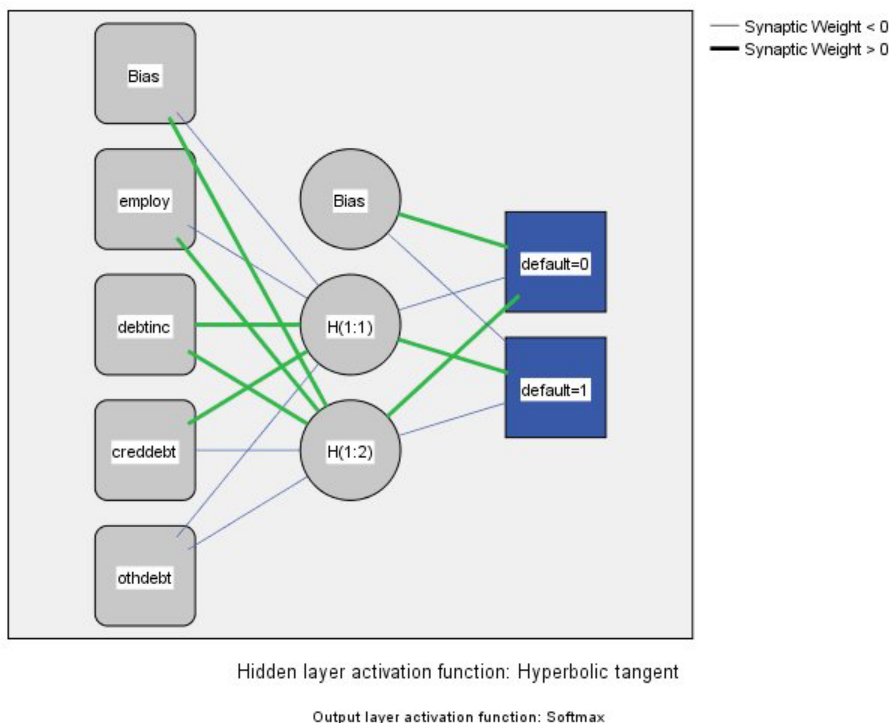 Synaptic Weight < 0
Synaptic Weight > 0
Bias
employ
Bias
default=0
debtinc
H(1:1)
default=1
creddebt
H(1:2)
othdebt
Hidden layer activation function: Hyperbolic tangent
Output layer activation function: Softmax